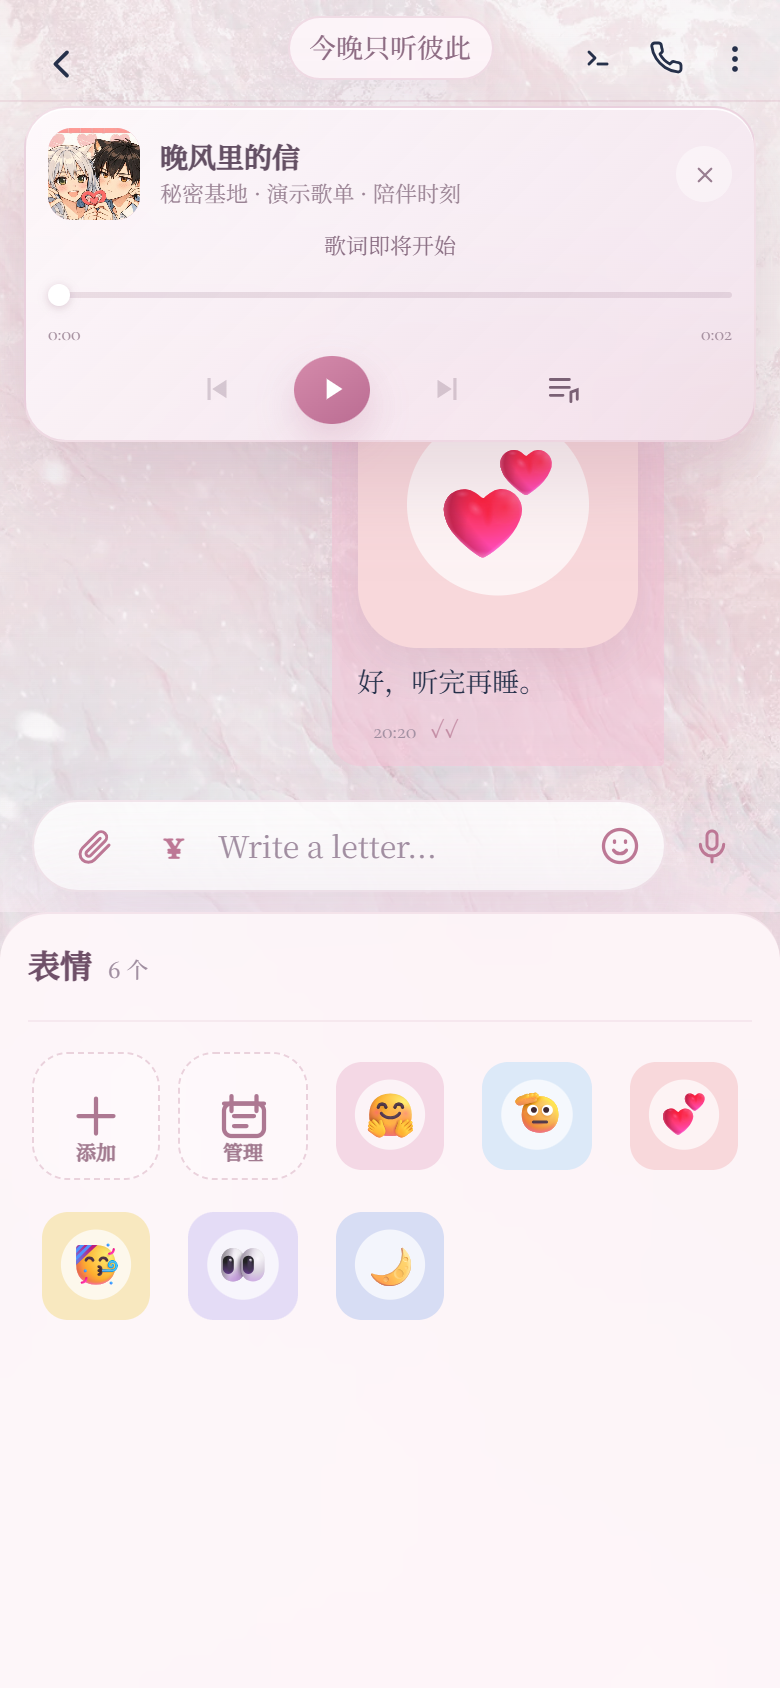 今晚只听彼此
晚风里的信
秘密基地 · 演示歌单 · 陪伴时刻
歌词即将开始
0:00
0:02
好，听完再睡。
20:20 √√
¥ Write a letter...
表情 6 个
添加
管理